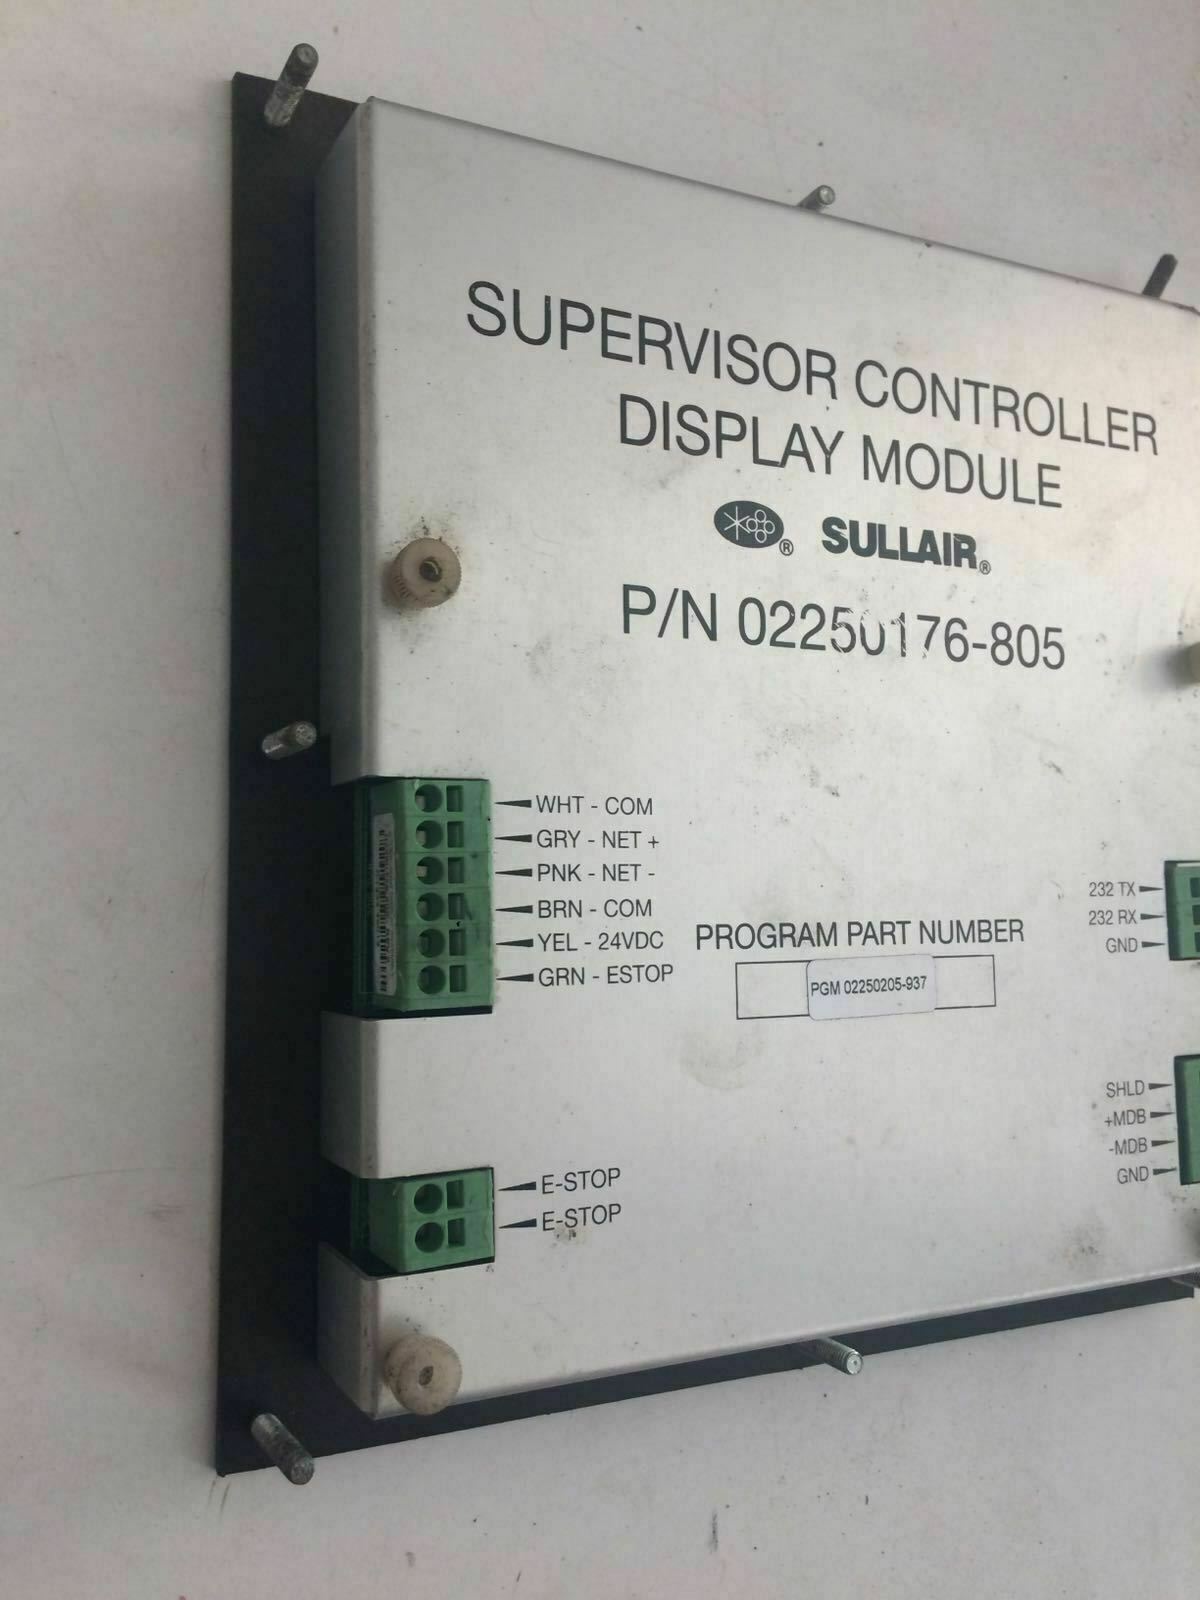 SUPERVISOR CONTROLLER
DISPLAY MODULE
® SULLAIR®
P/N 02250176-805
WHT - COM
GRY - NET +
PNK - NET -
BRN - COM
YEL - 24VDC
GRN - ESTOP
PROGRAM PART NUMBER
PGM 02250205-937
232 TX
232 RX
GND
SHLD
+MDB
-MDB
GND
E-STOP
E-STOP